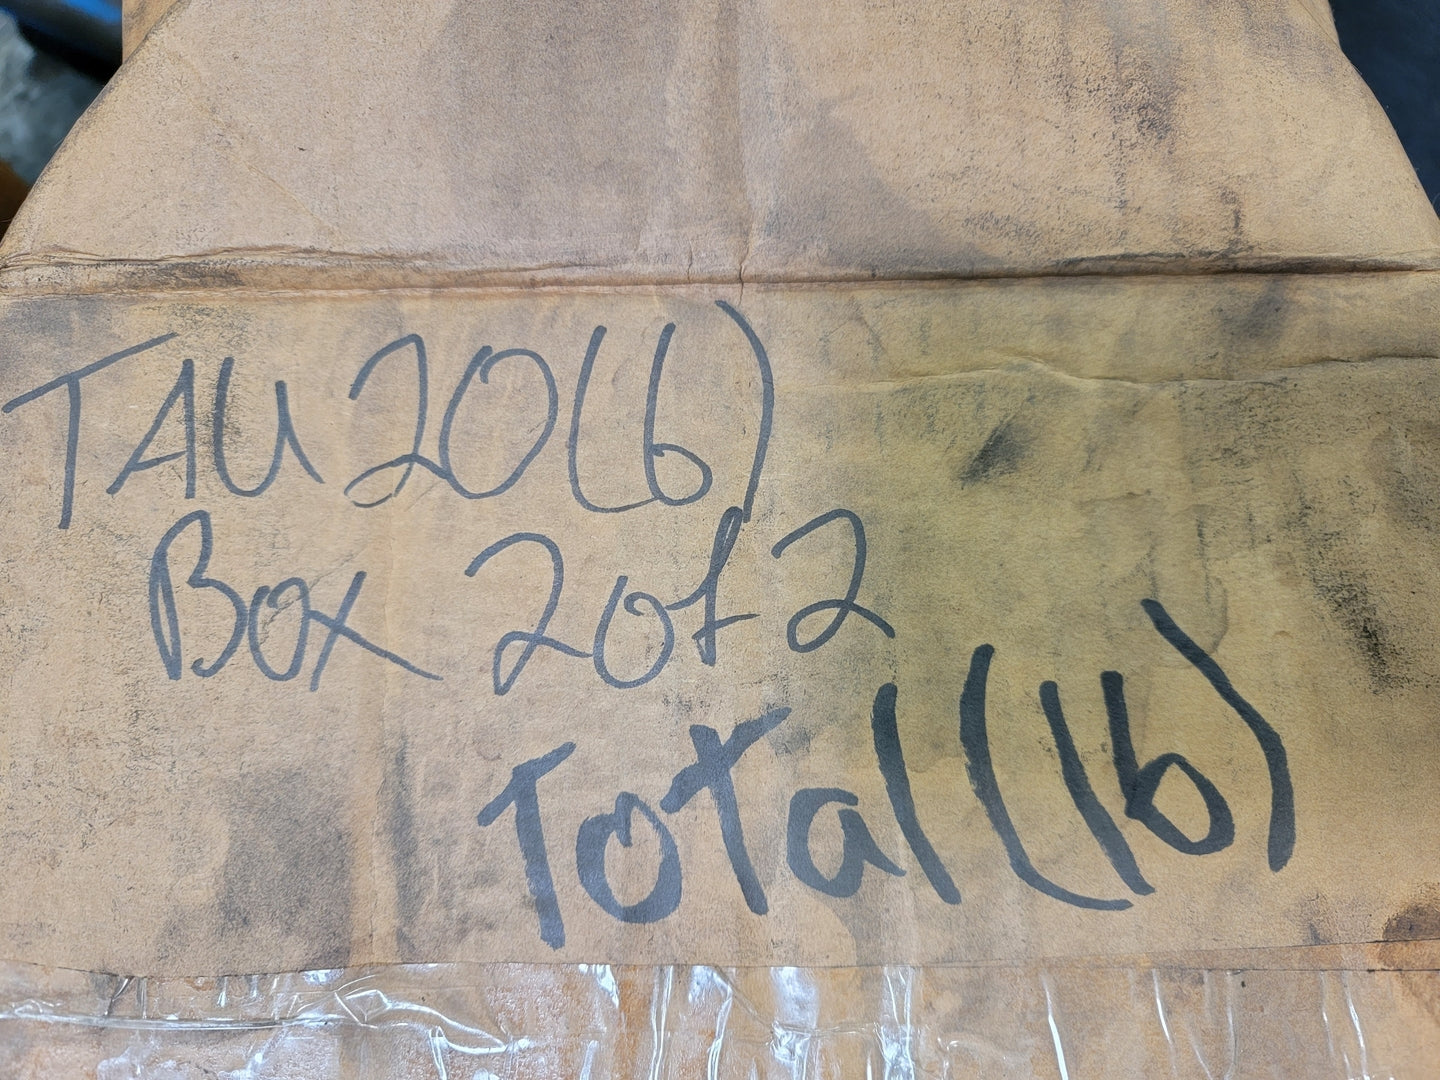 TAU 20(6)
Box 2 of 2
Total (16)